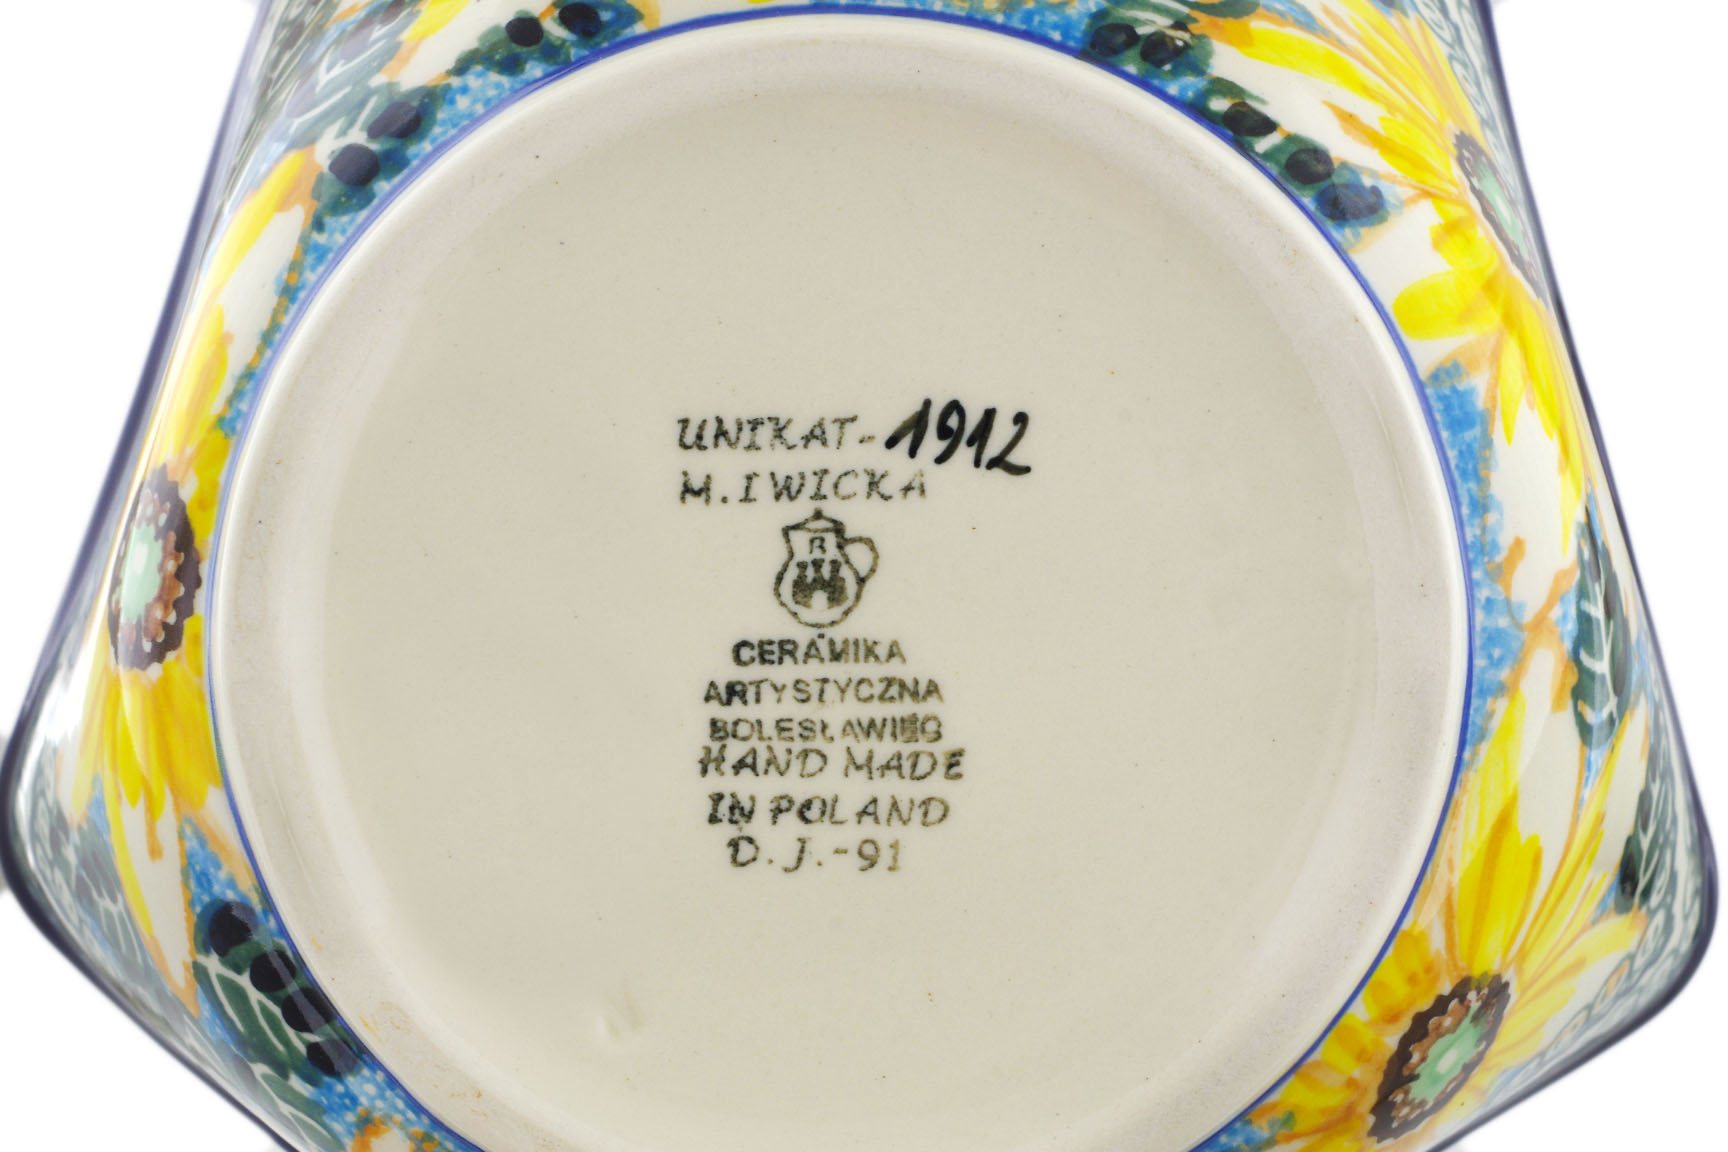 UNIKAT-1912
M. IWICKA
R
CERAMIKA
ARTYSTYCZNA
BOLESŁAWIEC
HAND MADE
IN POLAND
D. J.-91